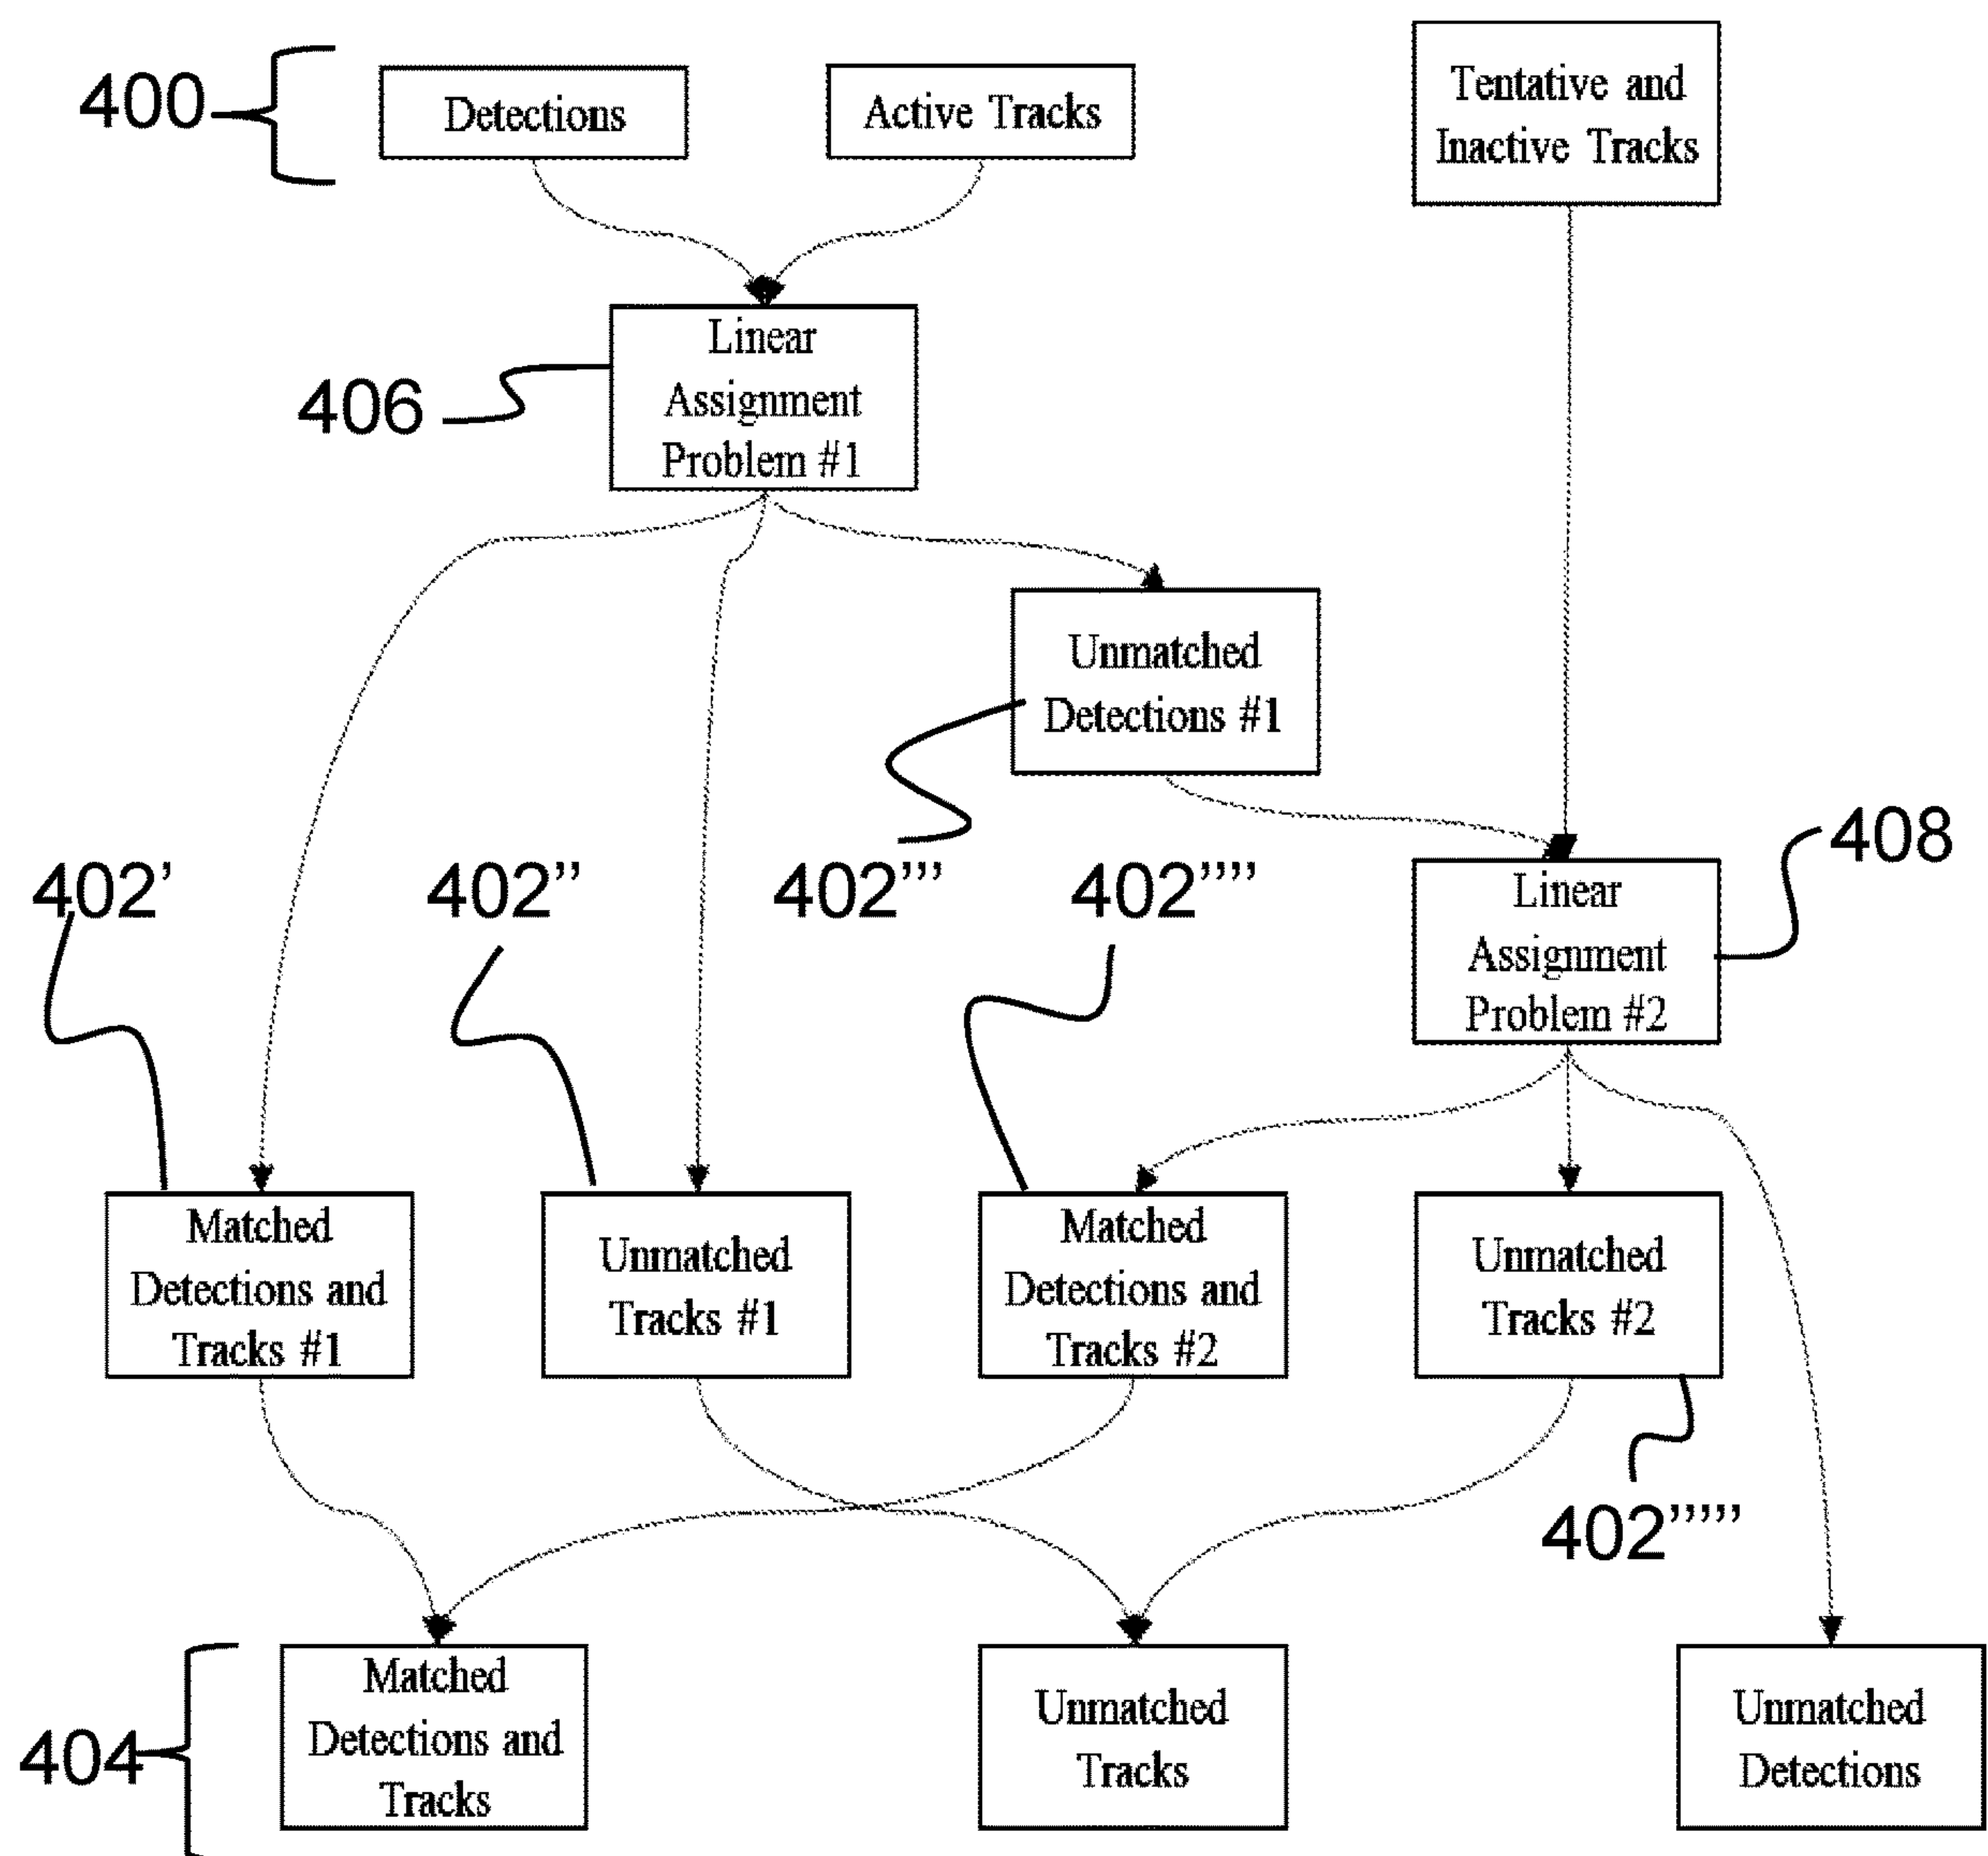 400
Detections
Active Tracks
Tentative and
Inactive Tracks
Linear
Assignment
Problem #1
406
Unmatched
Detections #1
402'
402''
402'''
402''''
408
Linear
Assignment
Problem #2
Matched
Detections and
Tracks #1
Unmatched
Tracks #1
Matched
Detections and
Tracks #2
Unmatched
Tracks #2
402'''''
404
Matched
Detections and
Tracks
Unmatched
Tracks
Unmatched
Detections